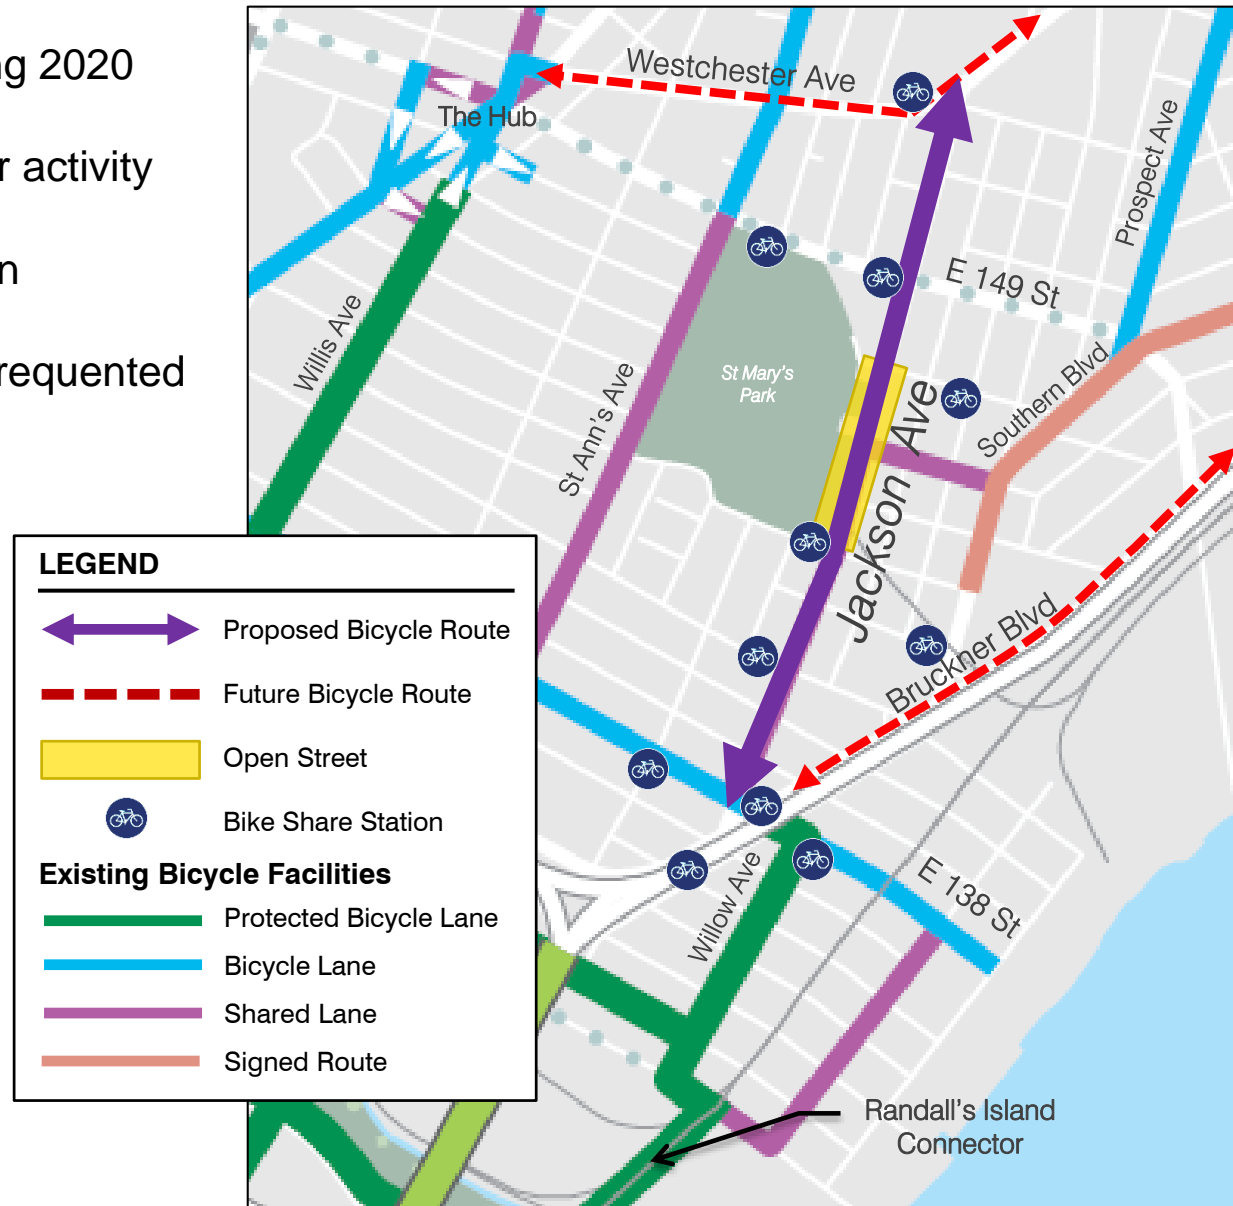 ng 2020
r activity
n
requented
Westchester Ave
The Hub
Prospect Ave
E 149 St
Willis Ave
St Mary's
Park
St Ann's Ave
Southern Blvd
Jackson Ave
Bruckner Blvd
Willow Ave
E 138 St
Randall's Island
Connector
LEGEND
Proposed Bicycle Route
Future Bicycle Route
Open Street
Bike Share Station
Existing Bicycle Facilities
Protected Bicycle Lane
Bicycle Lane
Shared Lane
Signed Route